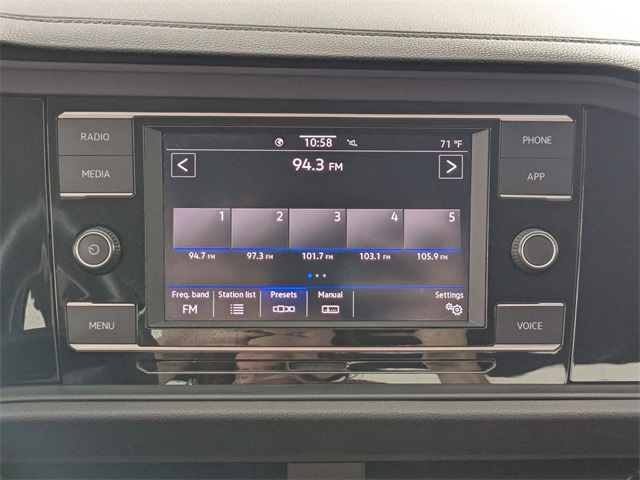 RADIO
PHONE
10:58
71 °F
MEDIA
< 94.3 FM >
APP
1 2 3 4 5
94.7 FM 97.3 FM 101.7 FM 103.1 FM 105.9 FM
Freq. band Station list Presets Manual Settings
FM
MENU
VOICE